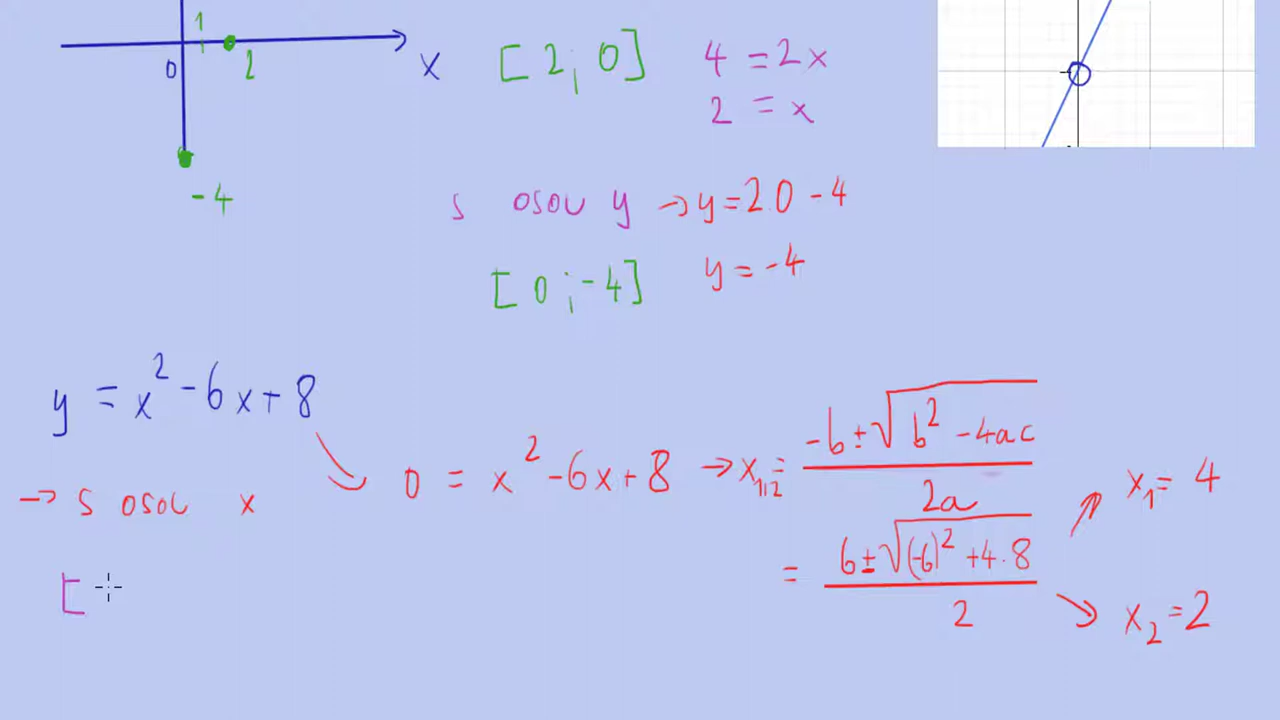 1
0 2 x
-4
[2; 0]
4 = 2x
2 = x
s osou y → y = 2.0 - 4
[0; -4] y = -4
y = x² - 6x + 8
→ s osou x
0 = x² - 6x + 8 → x₁,₂ = (-b ± √(b² - 4ac)) / 2a
= (6 ± √((-6)² + 4.8)) / 2
x₁ = 4
x₂ = 2
[